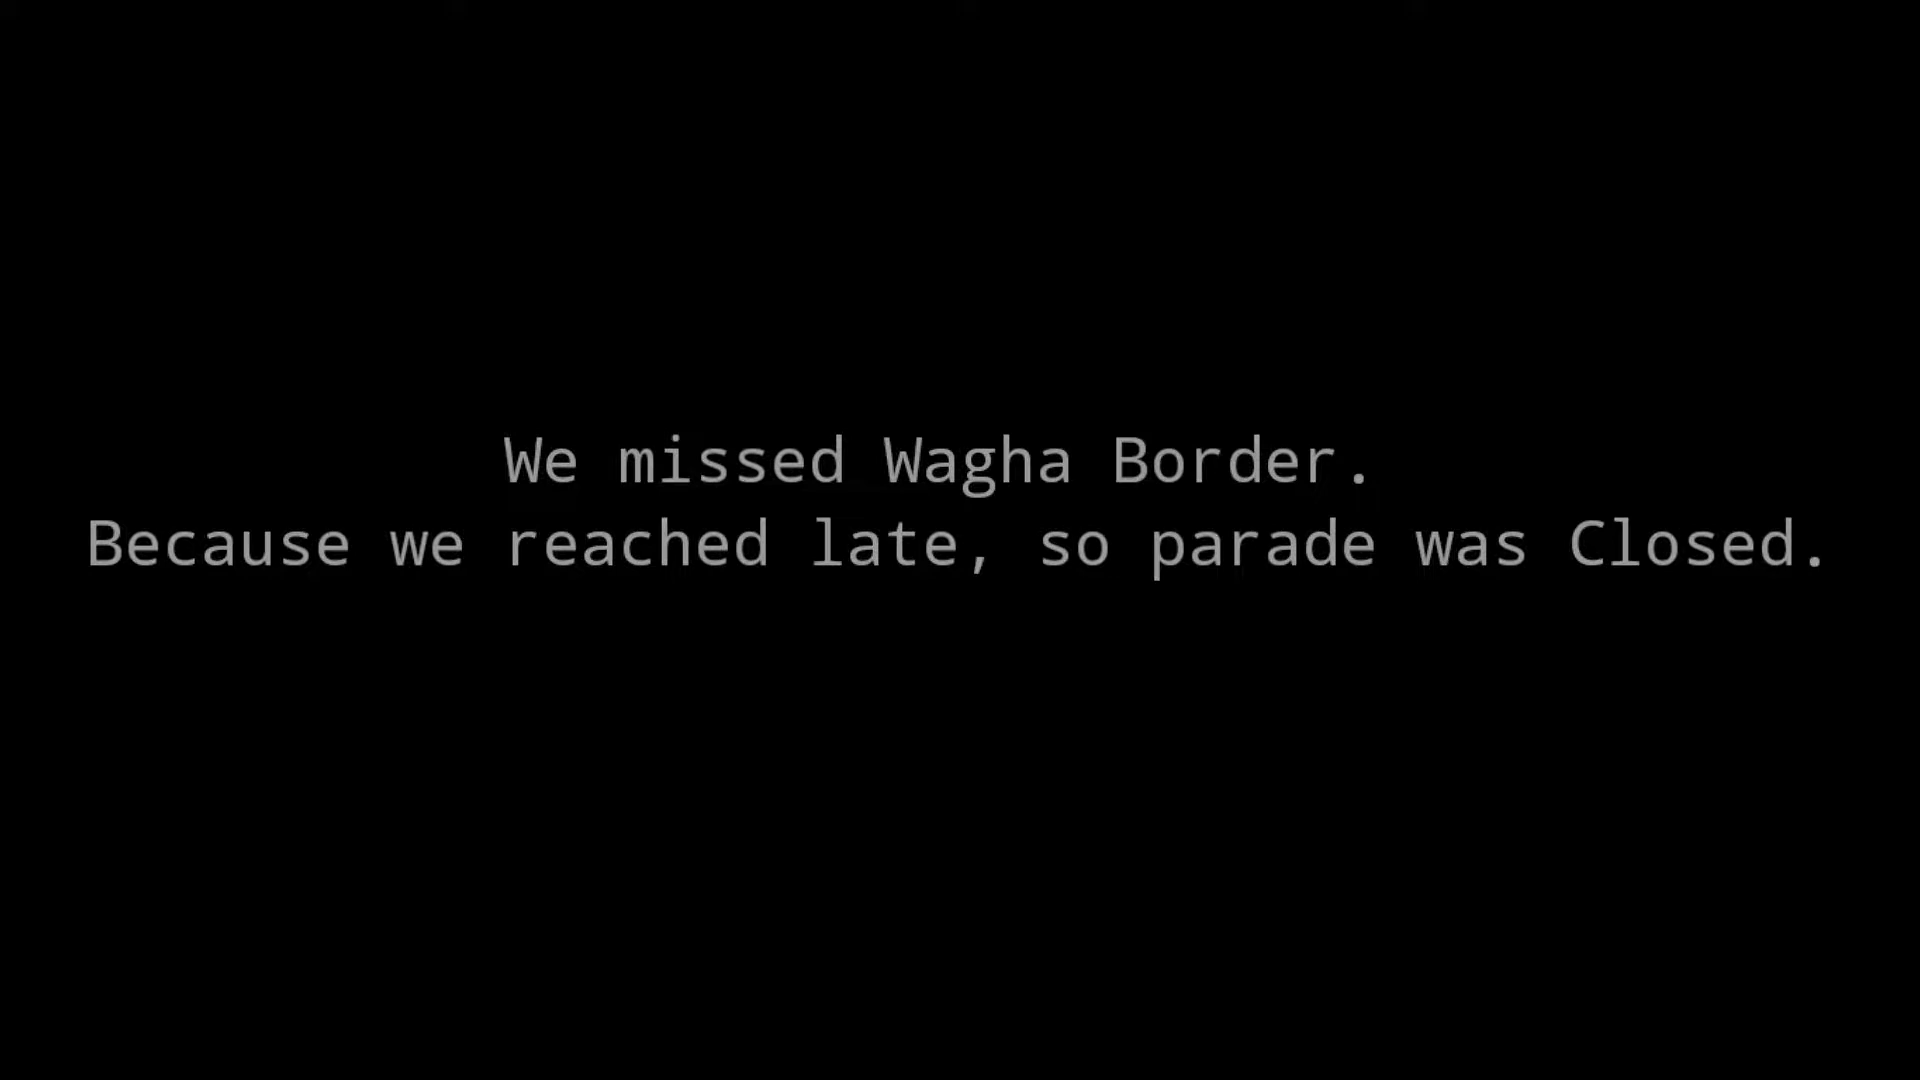 We missed Wagha Border.
Because we reached late, so parade was Closed.